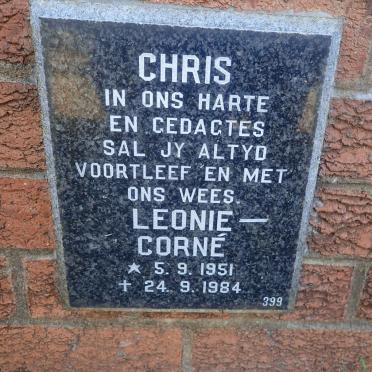 CHRIS
IN ONS HARTE
EN GEDAGTES
SAL JY ALTYD
VOORTLEEF EN MET
ONS WEES.
LEONIE —
CORNÉ
* 5. 9. 1951
+ 24. 9. 1984
399